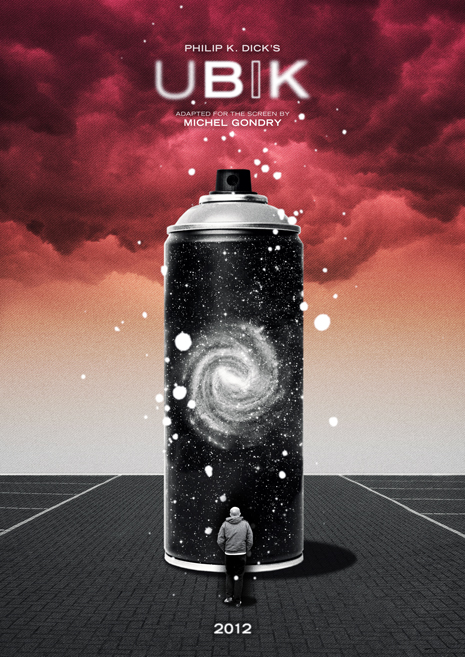 PHILIP K. DICK'S
UBIK
ADAPTED FOR THE SCREEN BY
MICHEL GONDRY
2012